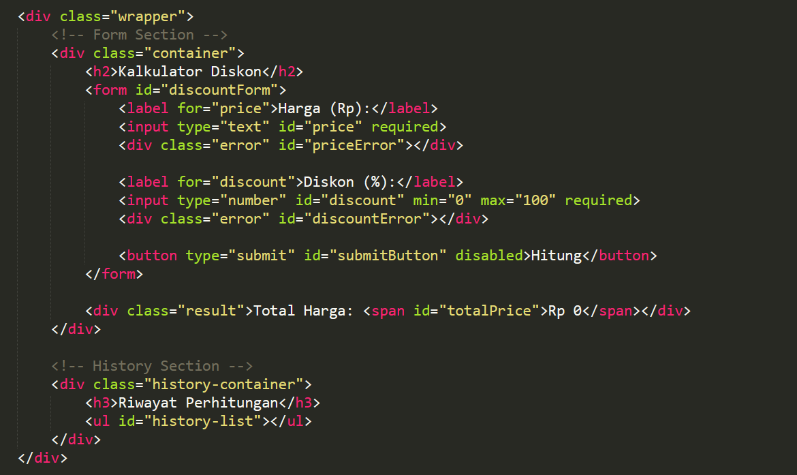 <div class="wrapper">
    <!-- Form Section -->
    <div class="container">
        <h2>Kalkulator Diskon</h2>
        <form id="discountForm">
            <label for="price">Harga (Rp):</label>
            <input type="text" id="price" required>
            <div class="error" id="priceError"></div>

            <label for="discount">Diskon (%):</label>
            <input type="number" id="discount" min="0" max="100" required>
            <div class="error" id="discountError"></div>

            <button type="submit" id="submitButton" disabled>Hitung</button>
        </form>

        <div class="result">Total Harga: <span id="totalPrice">Rp 0</span></div>
    </div>

    <!-- History Section -->
    <div class="history-container">
        <h3>Riwayat Perhitungan</h3>
        <ul id="history-list"></ul>
    </div>
</div>